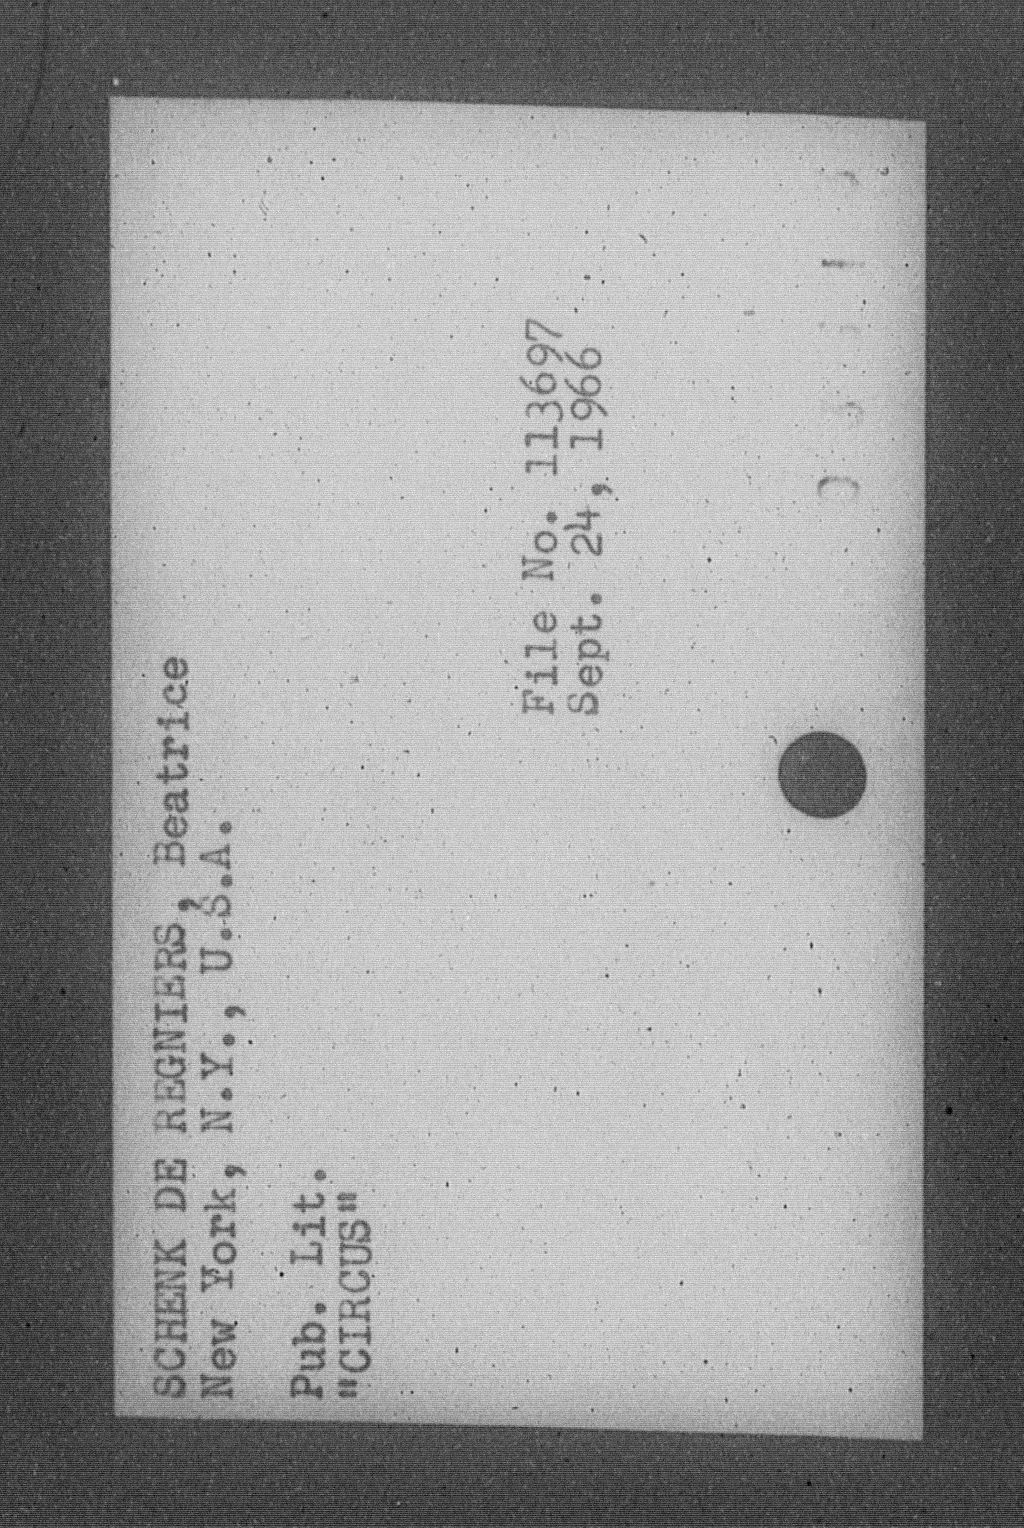 SCHENK DE REGNIERS, Beatrice
New York, N.Y., U.S.A.
Pub. Lit.
"CIRCUS"
File No. 113697
Sept. 24, 1966